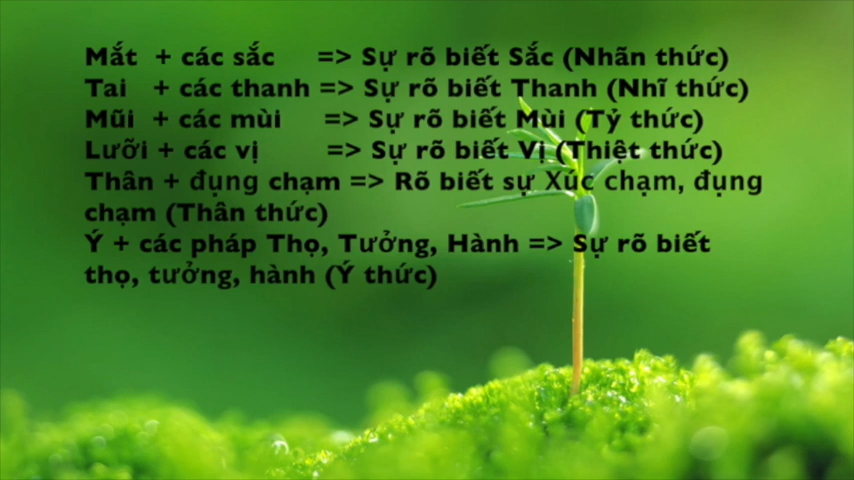 Mắt + các sắc => Sự rõ biết Sắc (Nhãn thức)
Tai + các thanh => Sự rõ biết Thanh (Nhĩ thức)
Mũi + các mùi => Sự rõ biết Mùi (Tỷ thức)
Lưỡi + các vị => Sự rõ biết Vị (Thiệt thức)
Thân + đụng chạm => Rõ biết sự Xúc chạm, đụng
chạm (Thân thức)
Ý + các pháp Thọ, Tưởng, Hành => Sự rõ biết
thọ, tưởng, hành (Ý thức)